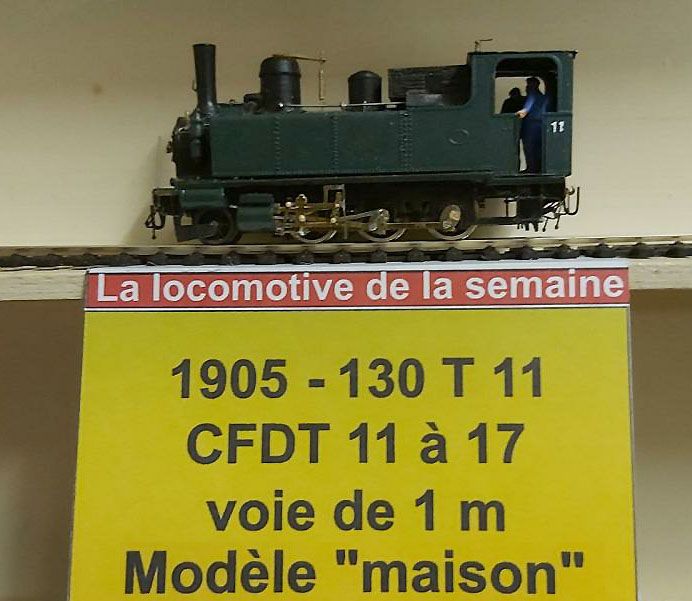 11
La locomotive de la semaine
1905 - 130 T 11
CFDT 11 à 17
voie de 1 m
Modèle "maison"